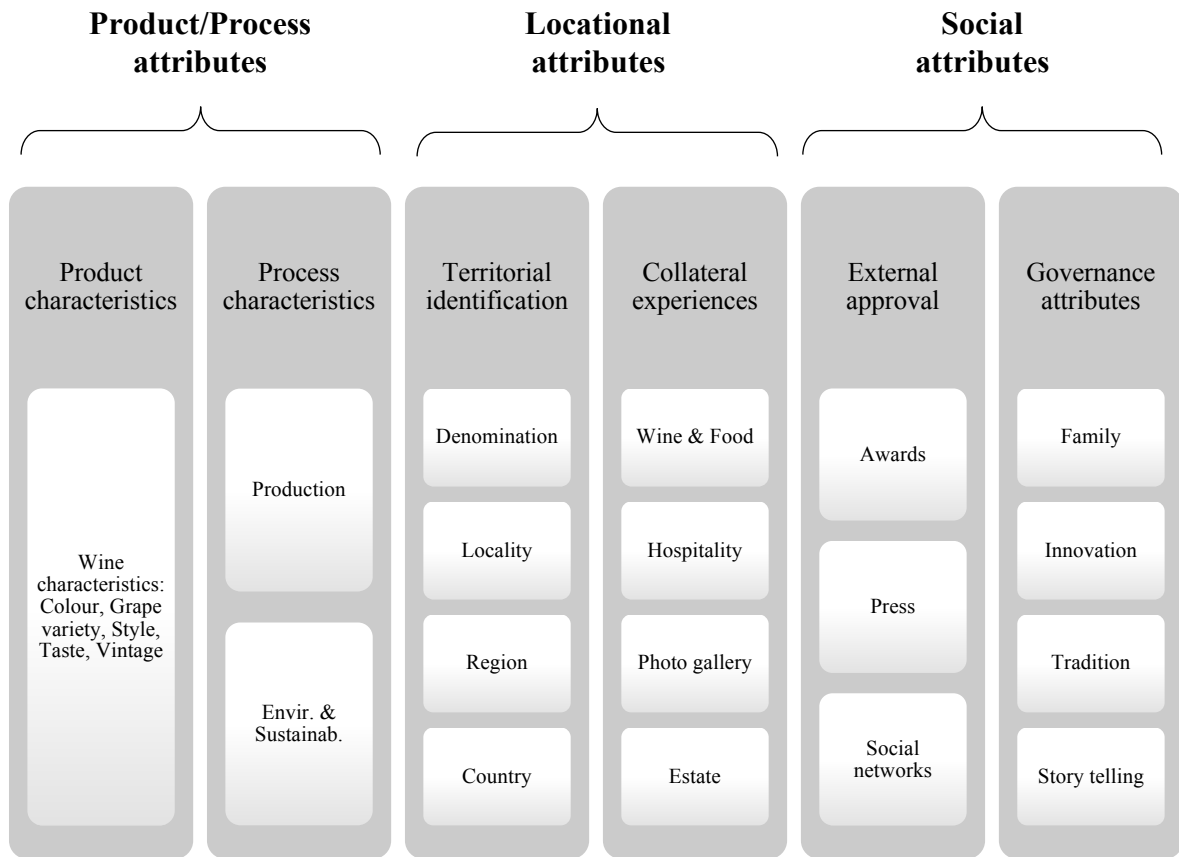 Product/Process
attributes
Locational
attributes
Social
attributes
Product
characteristics
Wine
characteristics:
Colour, Grape
variety, Style,
Taste, Vintage
Process
characteristics
Production
Envir. &
Sustainab.
Territorial
identification
Denomination
Locality
Region
Country
Collateral
experiences
Wine & Food
Hospitality
Photo gallery
Estate
External
approval
Awards
Press
Social
networks
Governance
attributes
Family
Innovation
Tradition
Story telling